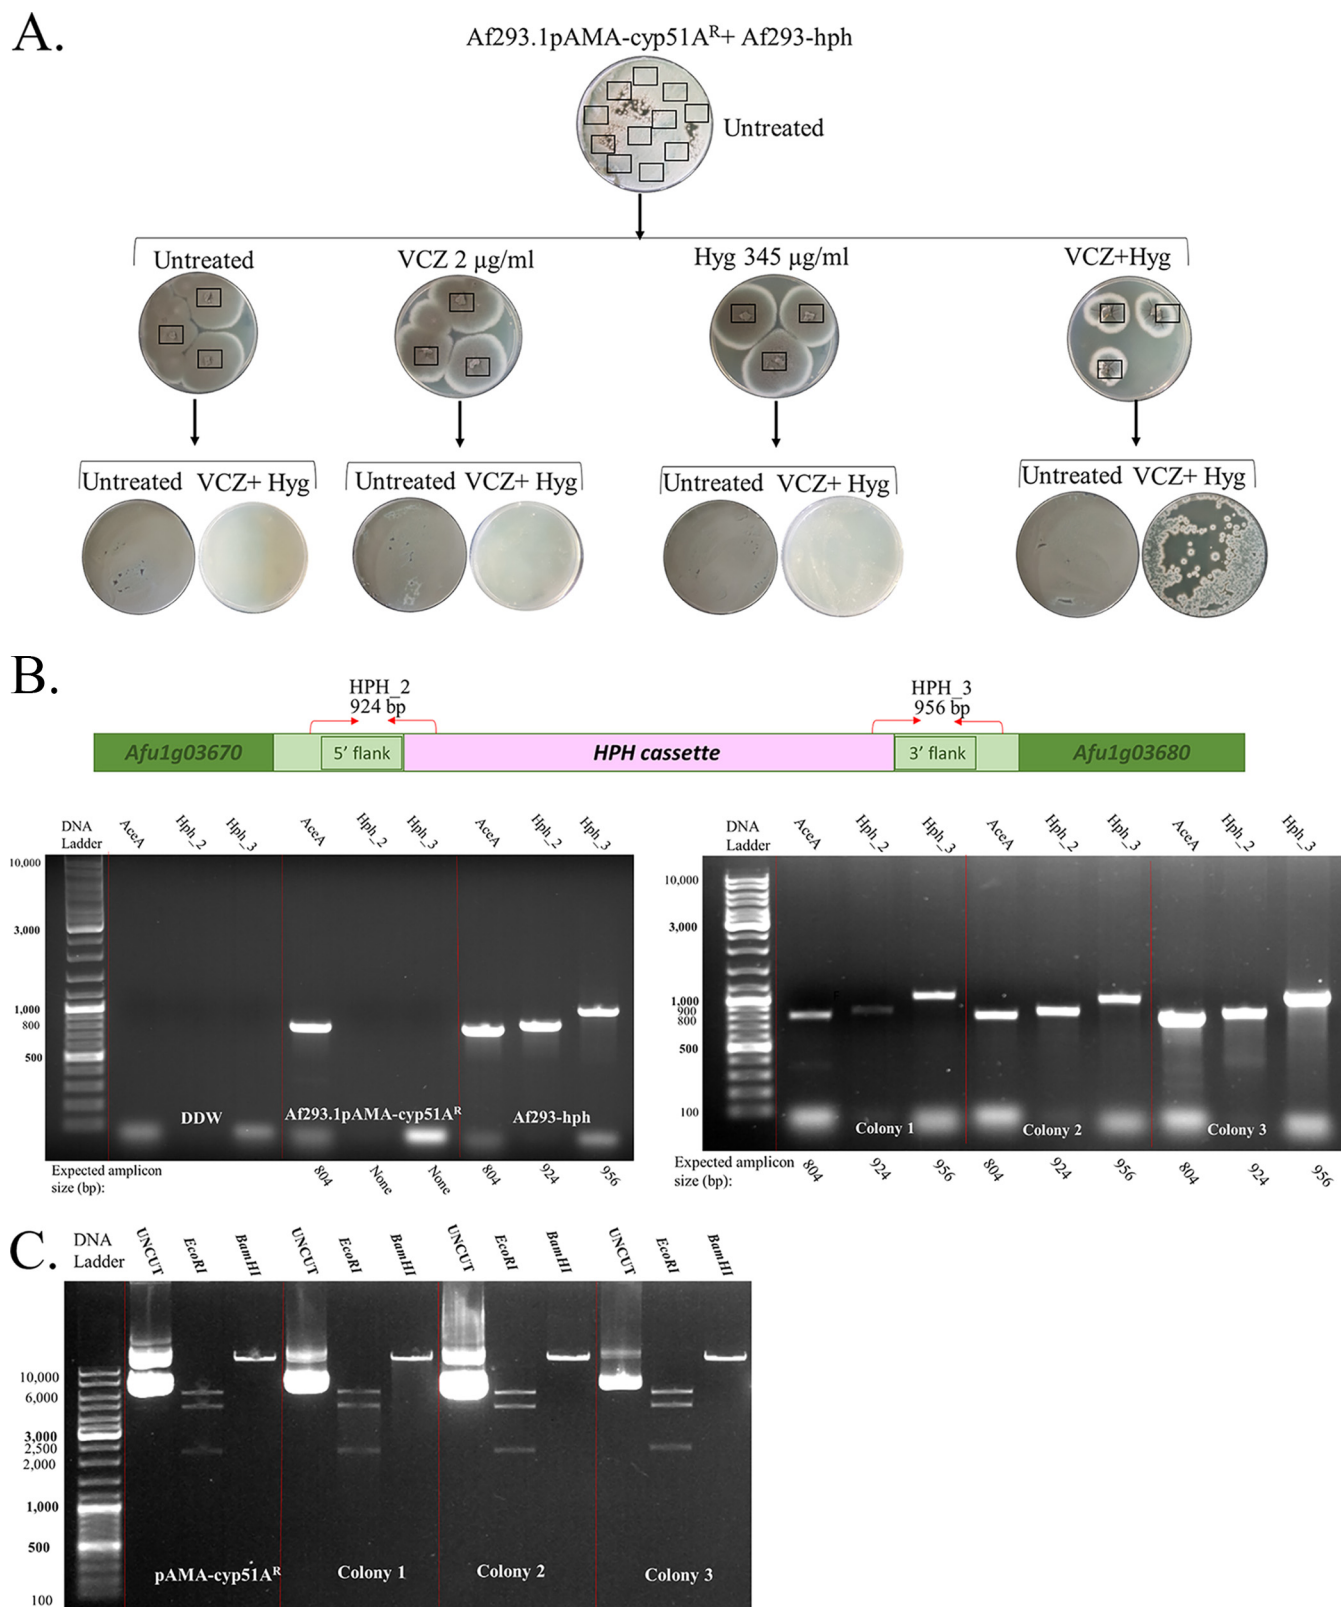 A.
Af293.1pAMA-cyp51A^R+ Af293-hph
Untreated
Untreated VCZ 2 µg/ml Hyg 345 µg/ml VCZ+Hyg
Untreated VCZ+ Hyg Untreated VCZ+ Hyg Untreated VCZ+ Hyg Untreated VCZ+ Hyg
B.
HPH_2 HPH_3
924 bp 956 bp
Afu1g03670 5’ flank HPH cassette 3’ flank Afu1g03680
DNA Ladder AceA Hph_2 Hph_3 AceA Hph_2 Hph_3 AceA Hph_2 Hph_3
10,000
3,000
1,000
800
500
DDW Af293.1pAMA-cyp51A^R Af293-hph
Expected amplicon size (bp): 804 None None 804 924 956
DNA Ladder AceA Hph_2 Hph_3 AceA Hph_2 Hph_3 AceA Hph_2 Hph_3
10,000
3,000
1,000
900
800
500
100
Colony 1 Colony 2 Colony 3
Expected amplicon size (bp): 804 924 956 804 924 956 804 924 956
C.
DNA Ladder UNCUT EcoRI BamHI UNCUT EcoRI BamHI UNCUT EcoRI BamHI UNCUT EcoRI BamHI
10,000
6,000
3,000
2,500
2,000
1,000
500
100
pAMA-cyp51A^R Colony 1 Colony 2 Colony 3